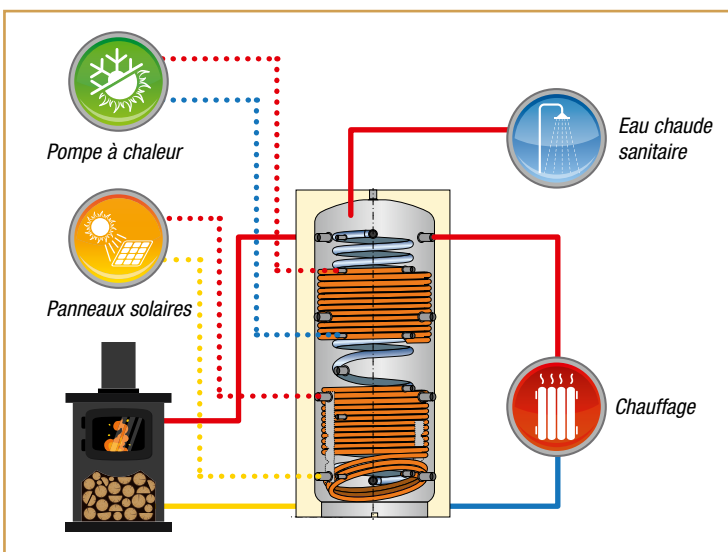 Pompe à chaleur
Eau chaude
sanitaire
Panneaux solaires
Chauffage